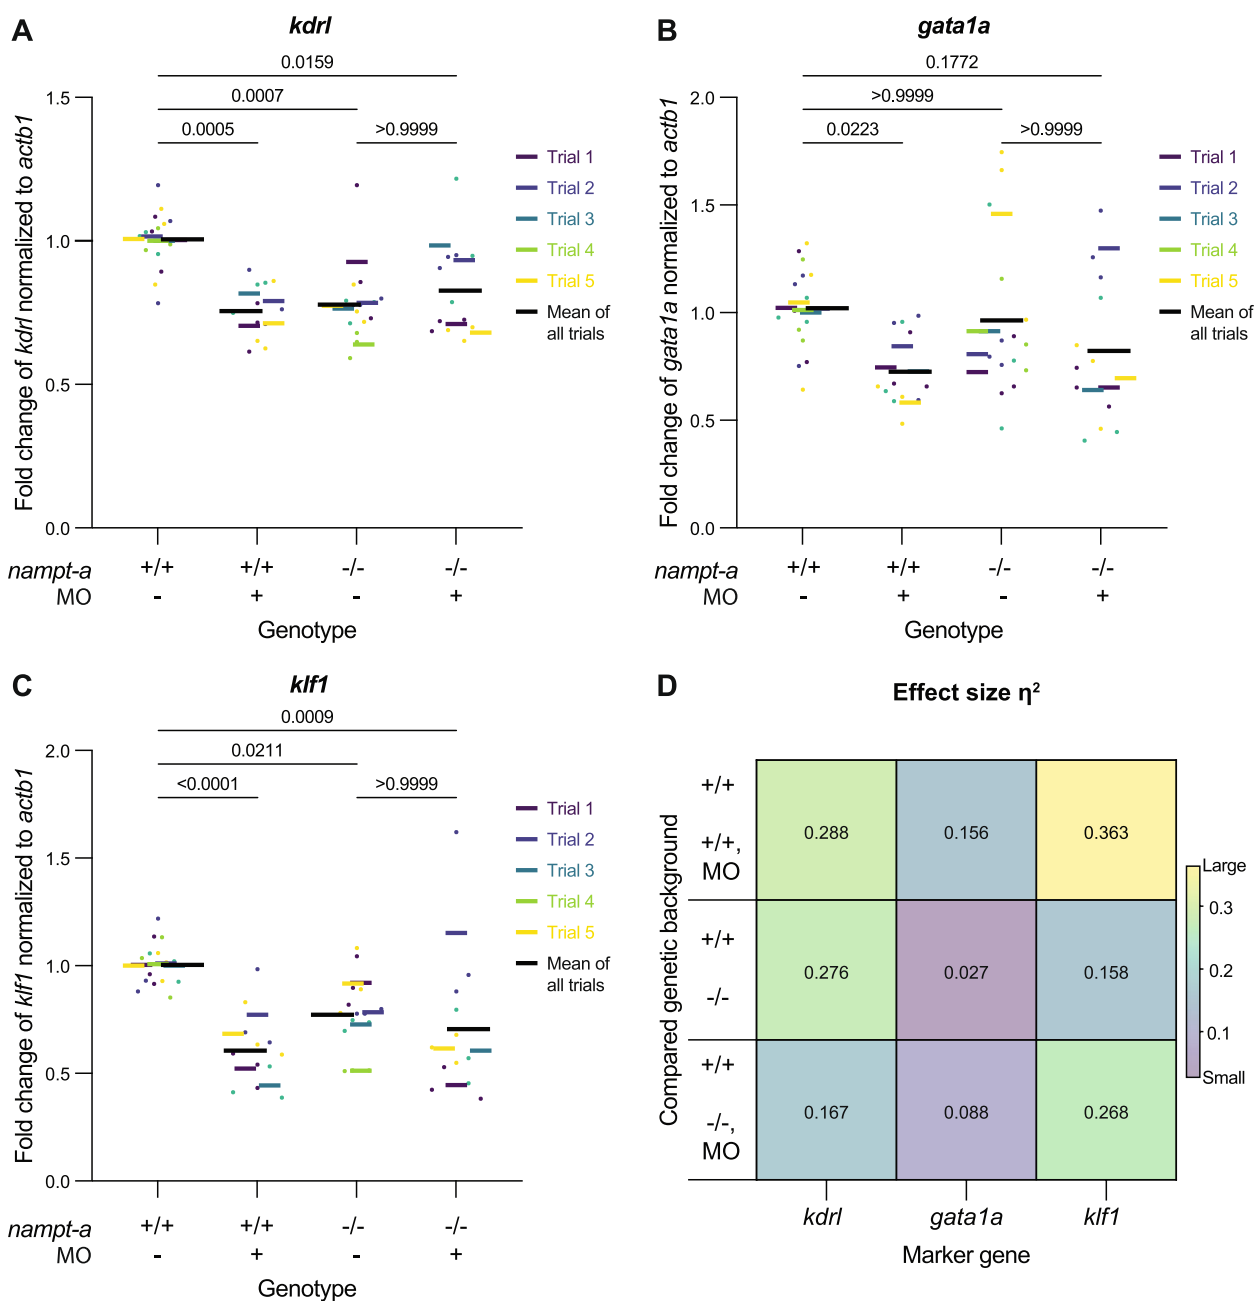 A
kdrl
0.0159
0.0007
0.0005
>0.9999
1.5
1.0
0.5
0.0
Fold change of kdrl normalized to actb1
Trial 1
Trial 2
Trial 3
Trial 4
Trial 5
Mean of
all trials
nampt-a
+/+
+/+
-/-
-/-
MO
-
+
-
+
Genotype
B
gata1a
0.1772
>0.9999
0.0223
>0.9999
2.0
1.5
1.0
0.5
0.0
Fold change of gata1a normalized to actb1
Trial 1
Trial 2
Trial 3
Trial 4
Trial 5
Mean of
all trials
nampt-a
+/+
+/+
-/-
-/-
MO
-
+
-
+
Genotype
C
klf1
0.0009
0.0211
<0.0001
>0.9999
2.0
1.5
1.0
0.5
0.0
Fold change of klf1 normalized to actb1
Trial 1
Trial 2
Trial 3
Trial 4
Trial 5
Mean of
all trials
nampt-a
+/+
+/+
-/-
-/-
MO
-
+
-
+
Genotype
D
Effect size η²
Compared genetic background
+/+
+/+,
MO
0.288
0.156
0.363
+/+
-/-
0.276
0.027
0.158
+/+
-/-,
MO
0.167
0.088
0.268
Large
0.3
0.2
0.1
Small
kdrl
gata1a
klf1
Marker gene